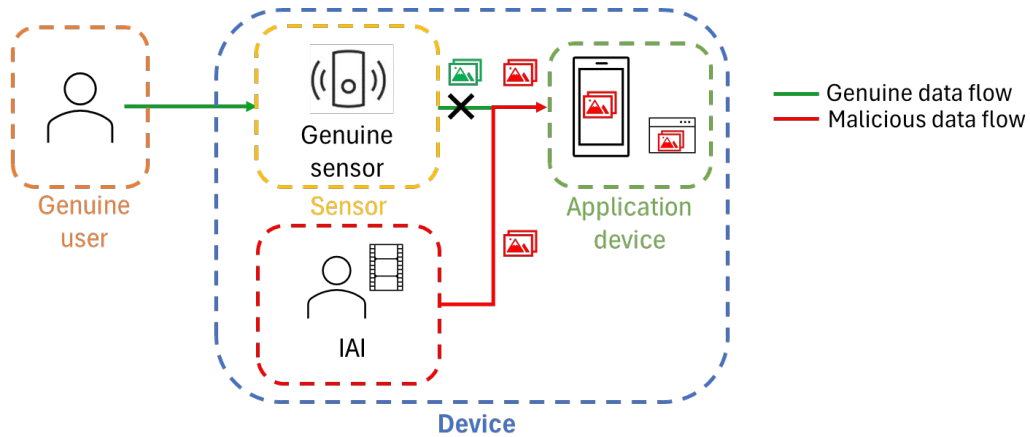 Genuine
sensor
Genuine data flow
Malicious data flow
Genuine
user
Sensor
Application
device
IAI
Device